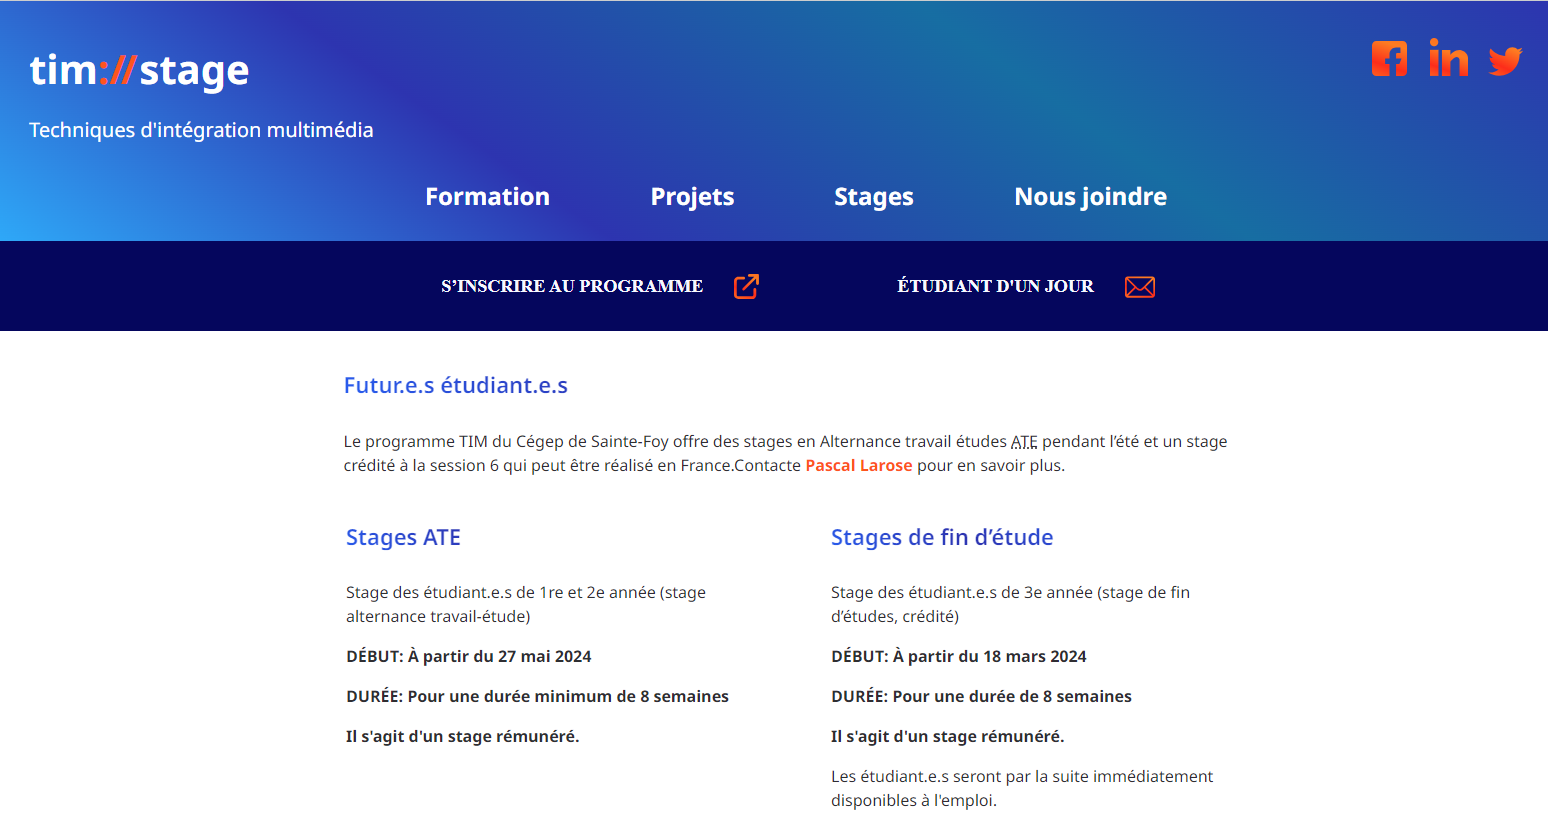 tim://stage
Techniques d'intégration multimédia
Formation
Projets
Stages
Nous joindre
S’INSCRIRE AU PROGRAMME
ÉTUDIANT D'UN JOUR
Futur.e.s étudiant.e.s
Le programme TIM du Cégep de Sainte-Foy offre des stages en Alternance travail études ATE pendant l’été et un stage
crédité à la session 6 qui peut être réalisé en France.Contacte Pascal Larose pour en savoir plus.
Stages ATE
Stage des étudiant.e.s de 1re et 2e année (stage
alternance travail-étude)
DÉBUT: À partir du 27 mai 2024
DURÉE: Pour une durée minimum de 8 semaines
Il s'agit d'un stage rémunéré.
Stages de fin d’étude
Stage des étudiant.e.s de 3e année (stage de fin
d’études, crédité)
DÉBUT: À partir du 18 mars 2024
DURÉE: Pour une durée de 8 semaines
Il s'agit d'un stage rémunéré.
Les étudiant.e.s seront par la suite immédiatement
disponibles à l'emploi.